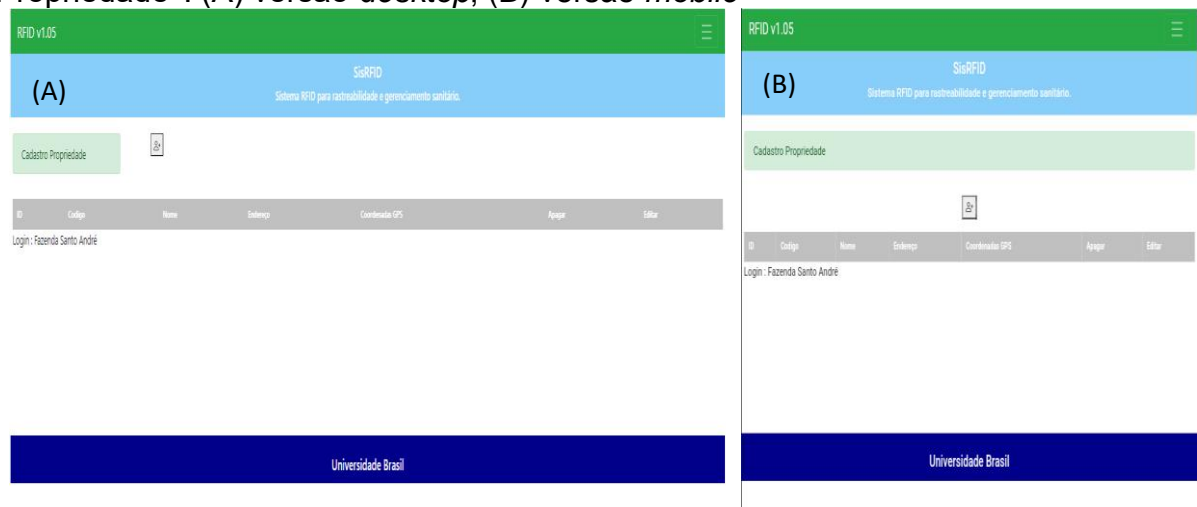 (A) versão desktop, (B) versão mobile
RFID v1.05
(A)
SisRFID
Sistema RFID para rastreabilidade e gerenciamento sanitário.
Cadastro Propriedade
ID Codigo Nome Endereço Coordenadas GPS Apagar Editar
Login : Fazenda Santo André
Universidade Brasil
RFID v1.05
(B)
SisRFID
Sistema RFID para rastreabilidade e gerenciamento sanitário.
Cadastro Propriedade
ID Codigo Nome Endereço Coordenadas GPS Apagar Editar
Login : Fazenda Santo André
Universidade Brasil